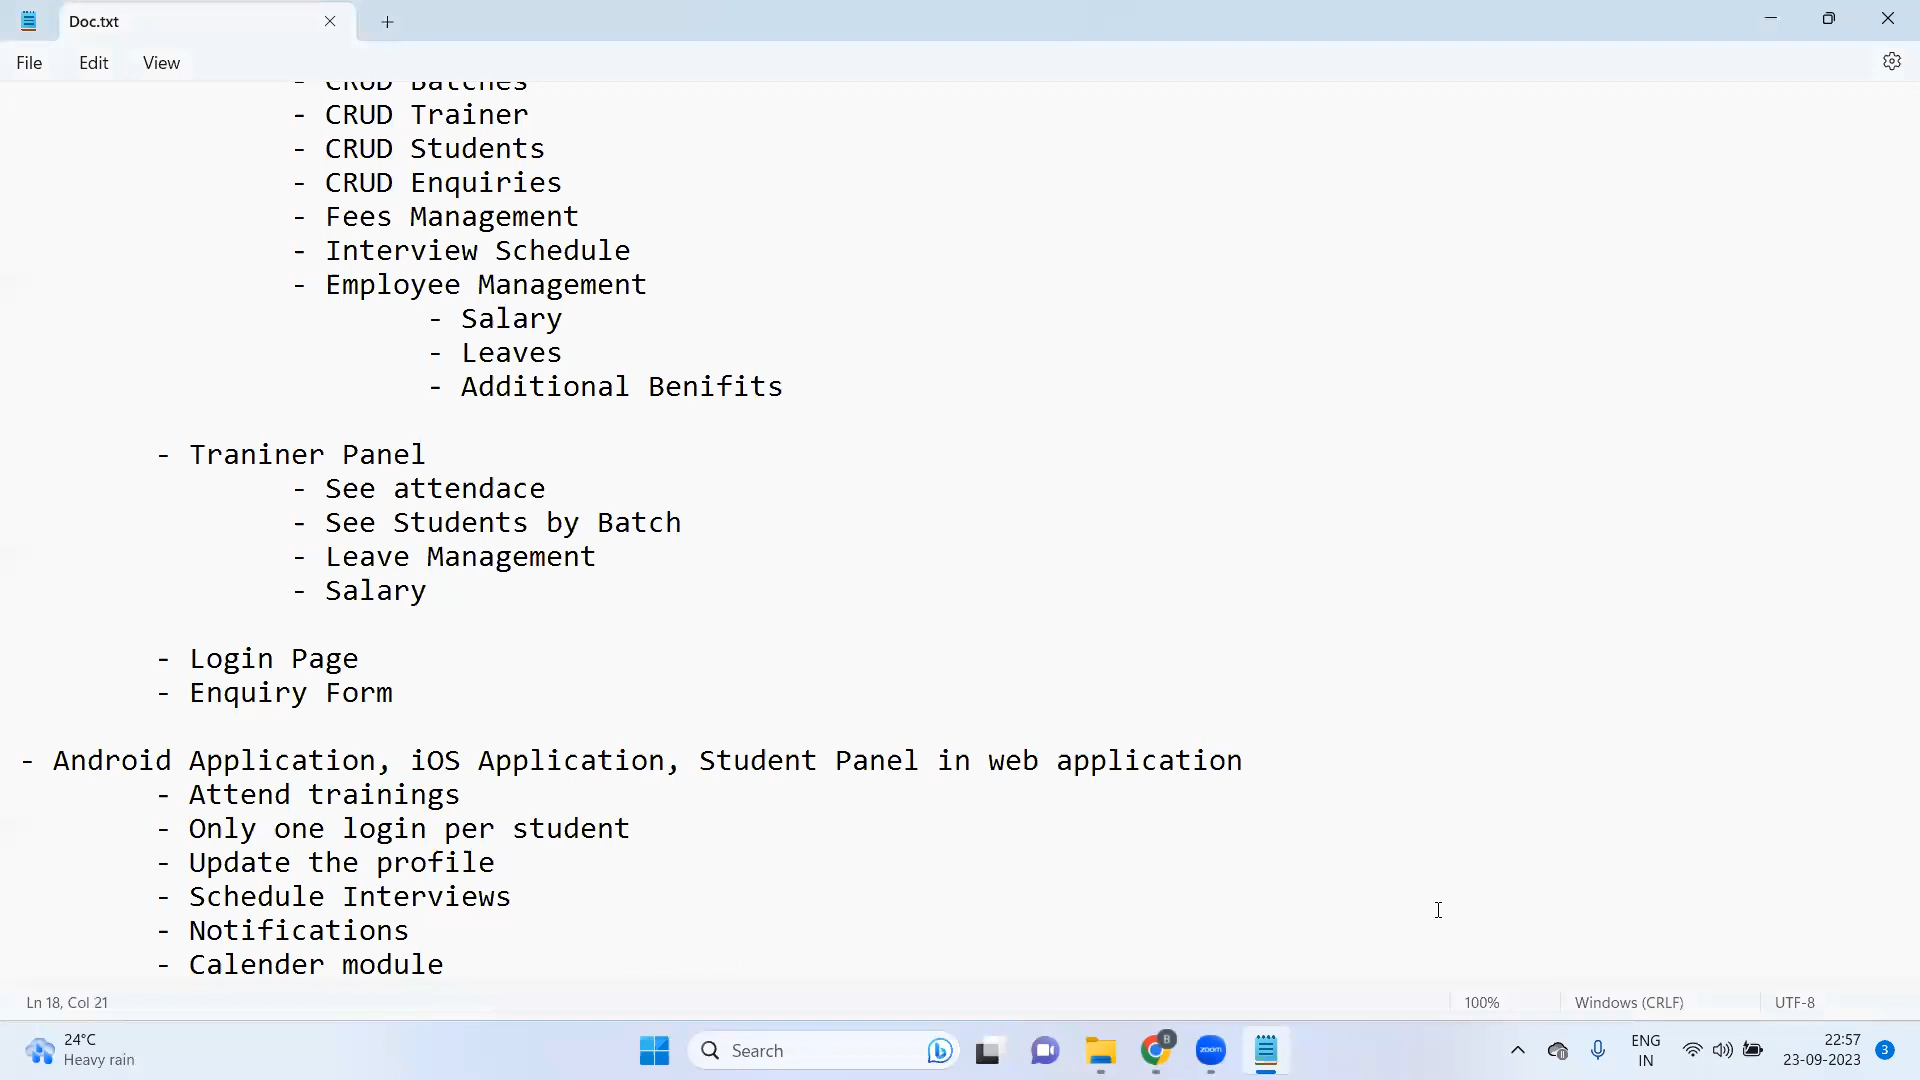 Doc.txt
File Edit View
- CRUD Batches
- CRUD Trainer
- CRUD Students
- CRUD Enquiries
- Fees Management
- Interview Schedule
- Employee Management
- Salary
- Leaves
- Additional Benifits
- Traniner Panel
- See attendace
- See Students by Batch
- Leave Management
- Salary
- Login Page
- Enquiry Form
- Android Application, iOS Application, Student Panel in web application
- Attend trainings
- Only one login per student
- Update the profile
- Schedule Interviews
- Notifications
- Calender module
Ln 18, Col 21 100% Windows (CRLF) UTF-8
24°C
Heavy rain
Search
B
zoom
ENG
IN
22:57
23-09-2023
3